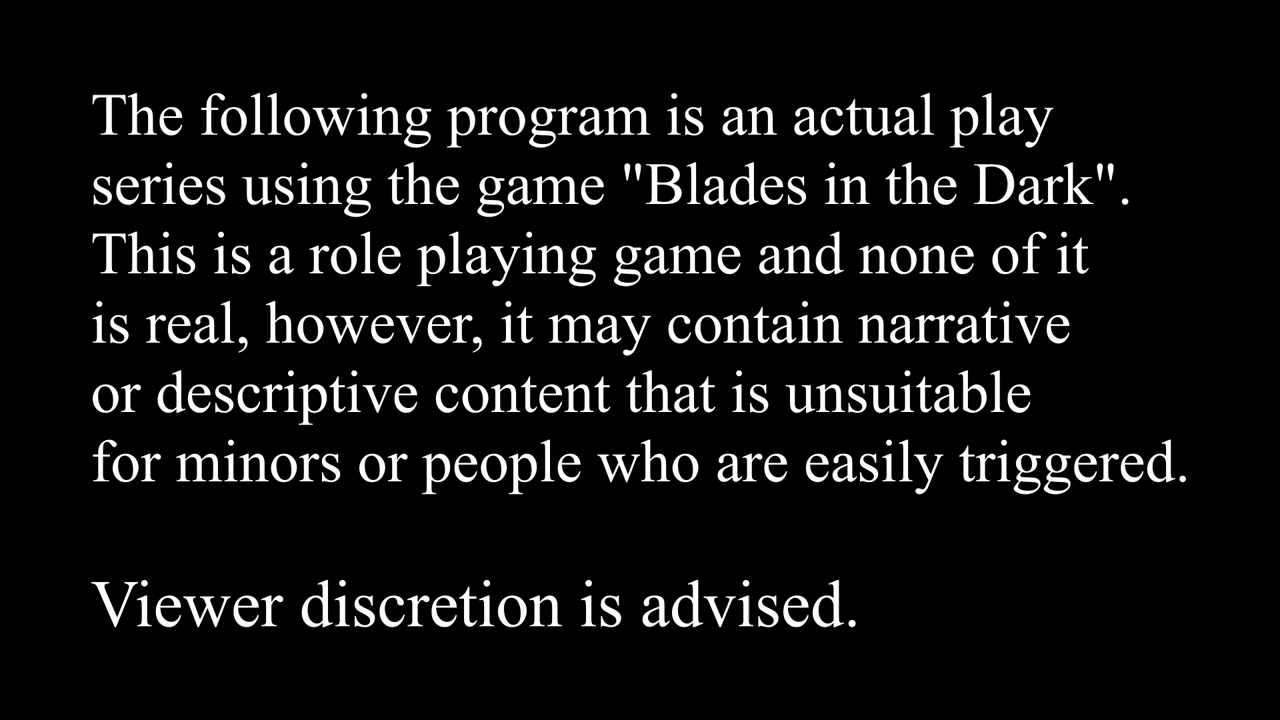 The following program is an actual play
series using the game "Blades in the Dark".
This is a role playing game and none of it
is real, however, it may contain narrative
or descriptive content that is unsuitable
for minors or people who are easily triggered.
Viewer discretion is advised.